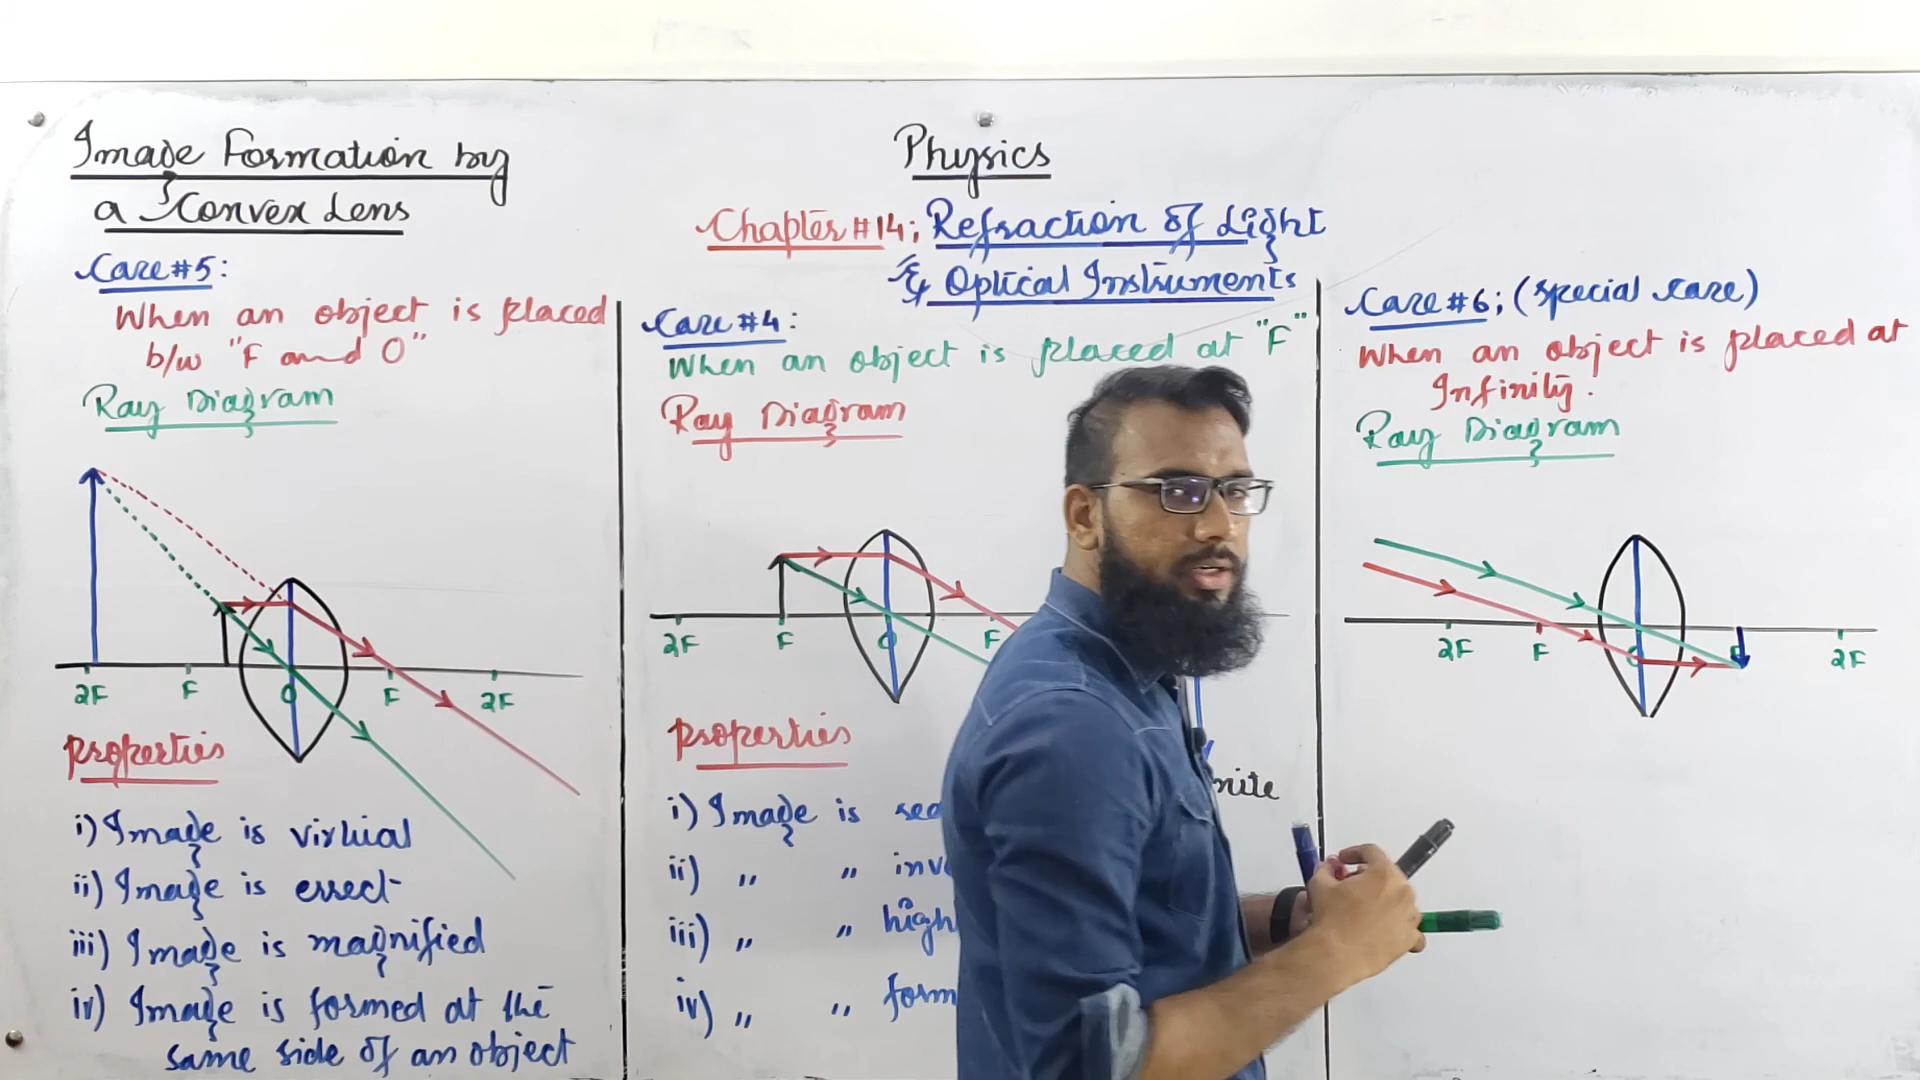 Image Formation by
a Convex Lens
Case#5:
When an object is placed
b/w "F and O"
Ray Diagram
2F F O F 2F
Properties
i) Image is virtual
ii) Image is errect
iii) Image is magnified
iv) Image is formed at the
same side of an object
Physics
Chapter #14; Refraction of Light
& Optical Instruments
Case #4:
When an object is placed at "F"
Ray Diagram
2F F O F
Properties
i) Image is
ii) " "
iii) " " high
iv) " " form
Case #6; (special case)
When an object is placed at
Infinity.
Ray Diagram
2F F 2F